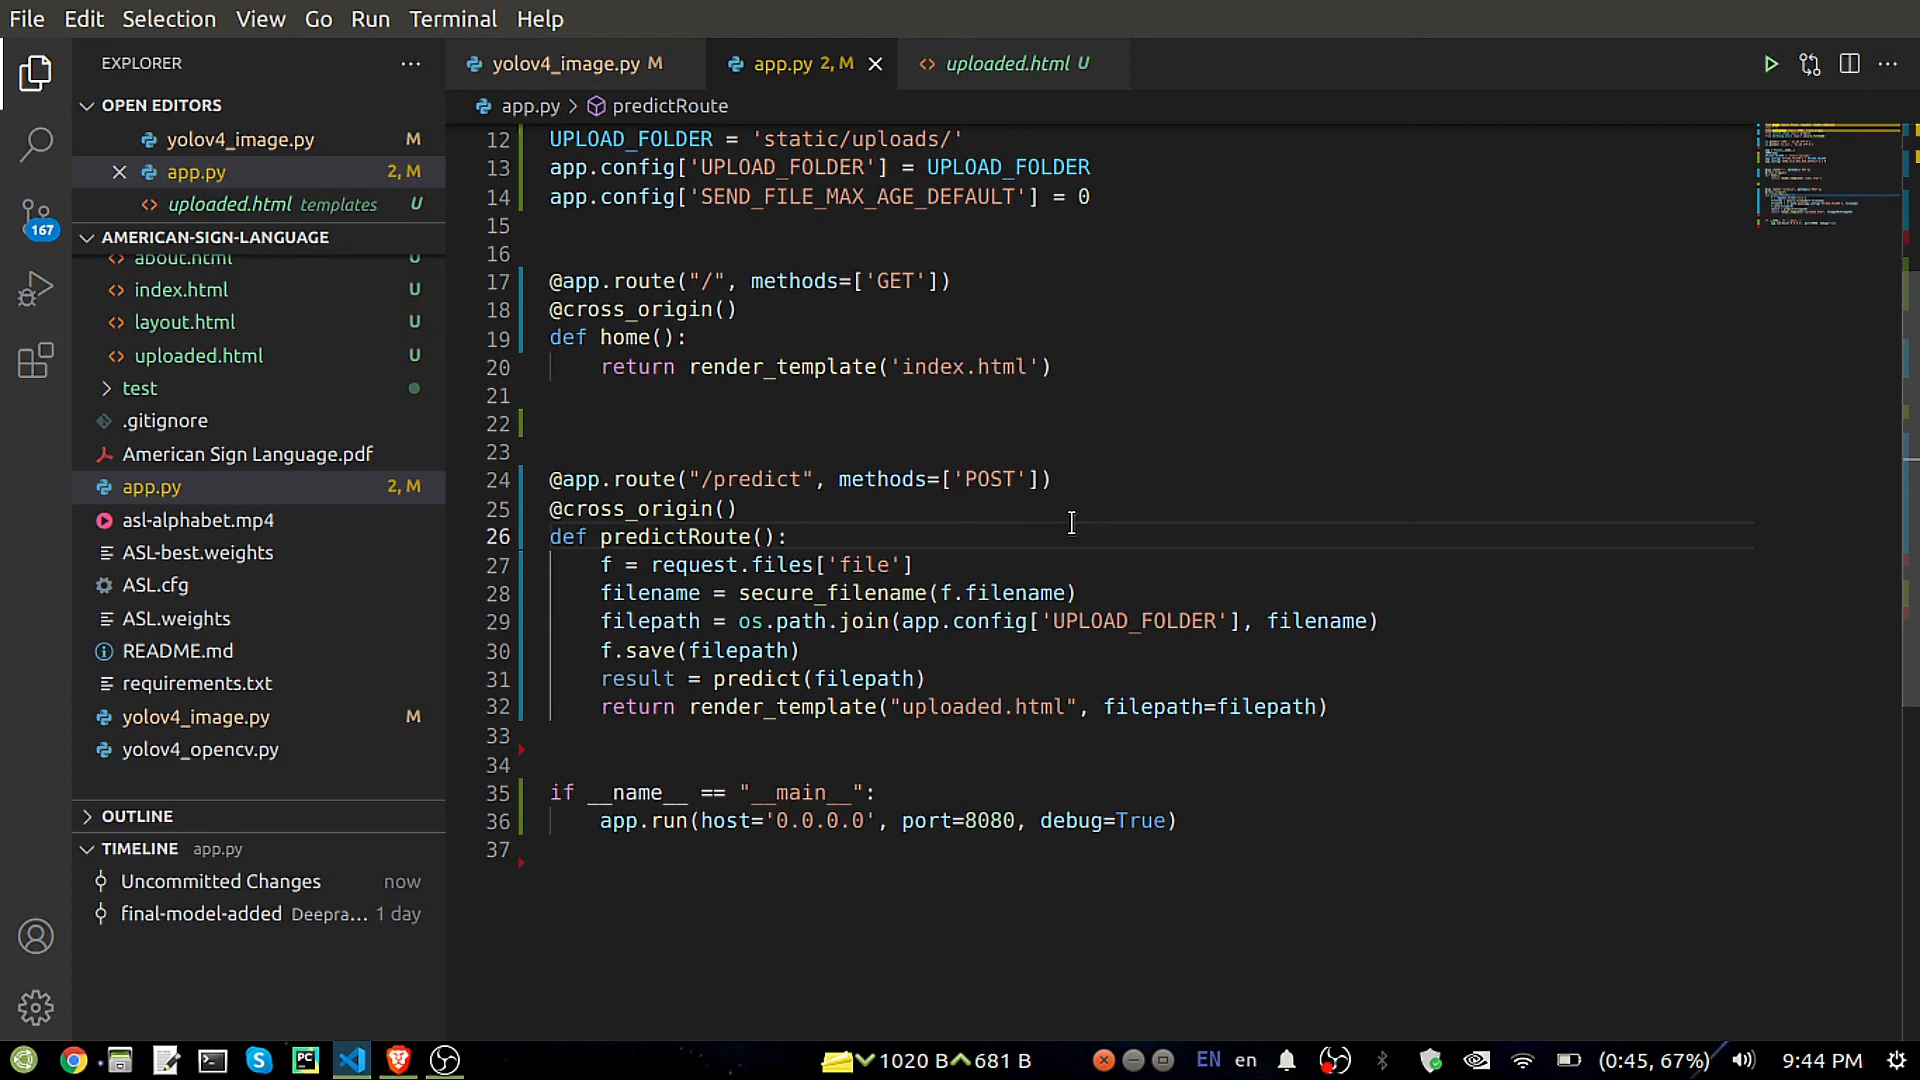 File Edit Selection View Go Run Terminal Help
EXPLORER ···
OPEN EDITORS
yolov4_image.py M
app.py 2, M
uploaded.html templates U
167
AMERICAN-SIGN-LANGUAGE
about.html U
index.html U
layout.html U
uploaded.html U
test
.gitignore
American Sign Language.pdf
app.py 2, M
asl-alphabet.mp4
ASL-best.weights
ASL.cfg
ASL.weights
README.md
requirements.txt
yolov4_image.py M
yolov4_opencv.py
OUTLINE
TIMELINE app.py
Uncommitted Changes now
final-model-added Deepra... 1 day
yolov4_image.py M app.py 2, M uploaded.html U
app.py > predictRoute
12 UPLOAD_FOLDER = 'static/uploads/'
13 app.config['UPLOAD_FOLDER'] = UPLOAD_FOLDER
14 app.config['SEND_FILE_MAX_AGE_DEFAULT'] = 0
15
16
17 @app.route("/", methods=['GET'])
18 @cross_origin()
19 def home():
20 return render_template('index.html')
21
22
23
24 @app.route("/predict", methods=['POST'])
25 @cross_origin()
26 def predictRoute():
27 f = request.files['file']
28 filename = secure_filename(f.filename)
29 filepath = os.path.join(app.config['UPLOAD_FOLDER'], filename)
30 f.save(filepath)
31 result = predict(filepath)
32 return render_template("uploaded.html", filepath=filepath)
33
34
35 if __name__ == "__main__":
36 app.run(host='0.0.0.0', port=8080, debug=True)
37
PC 1020 B 681 B EN en (0:45, 67%) 9:44 PM